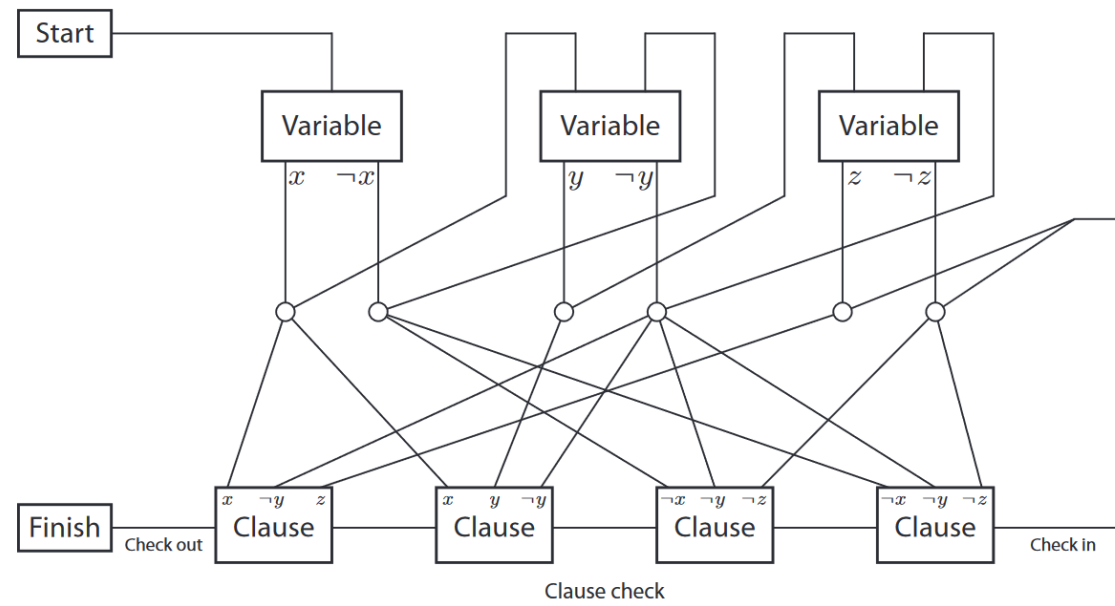 Start
Variable Variable Variable
x ¬x y ¬y z ¬z
x ¬y z x y ¬y ¬x ¬y ¬z ¬x ¬y ¬z
Finish Clause Clause Clause Clause
Check out Check in
Clause check